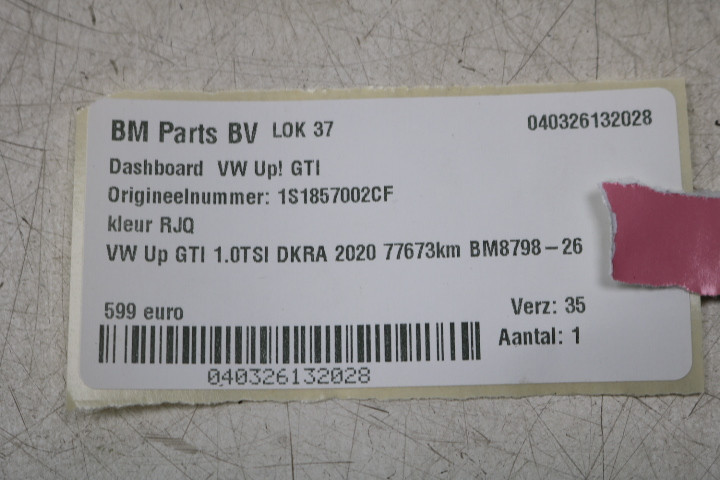 BM Parts BV LOK 37 040326132028
Dashboard VW Up! GTI
Origineelnummer: 1S1857002CF
kleur RJQ
VW Up GTI 1.0TSI DKRA 2020 77673km BM8798-26
599 euro Verz: 35
Aantal: 1
040326132028